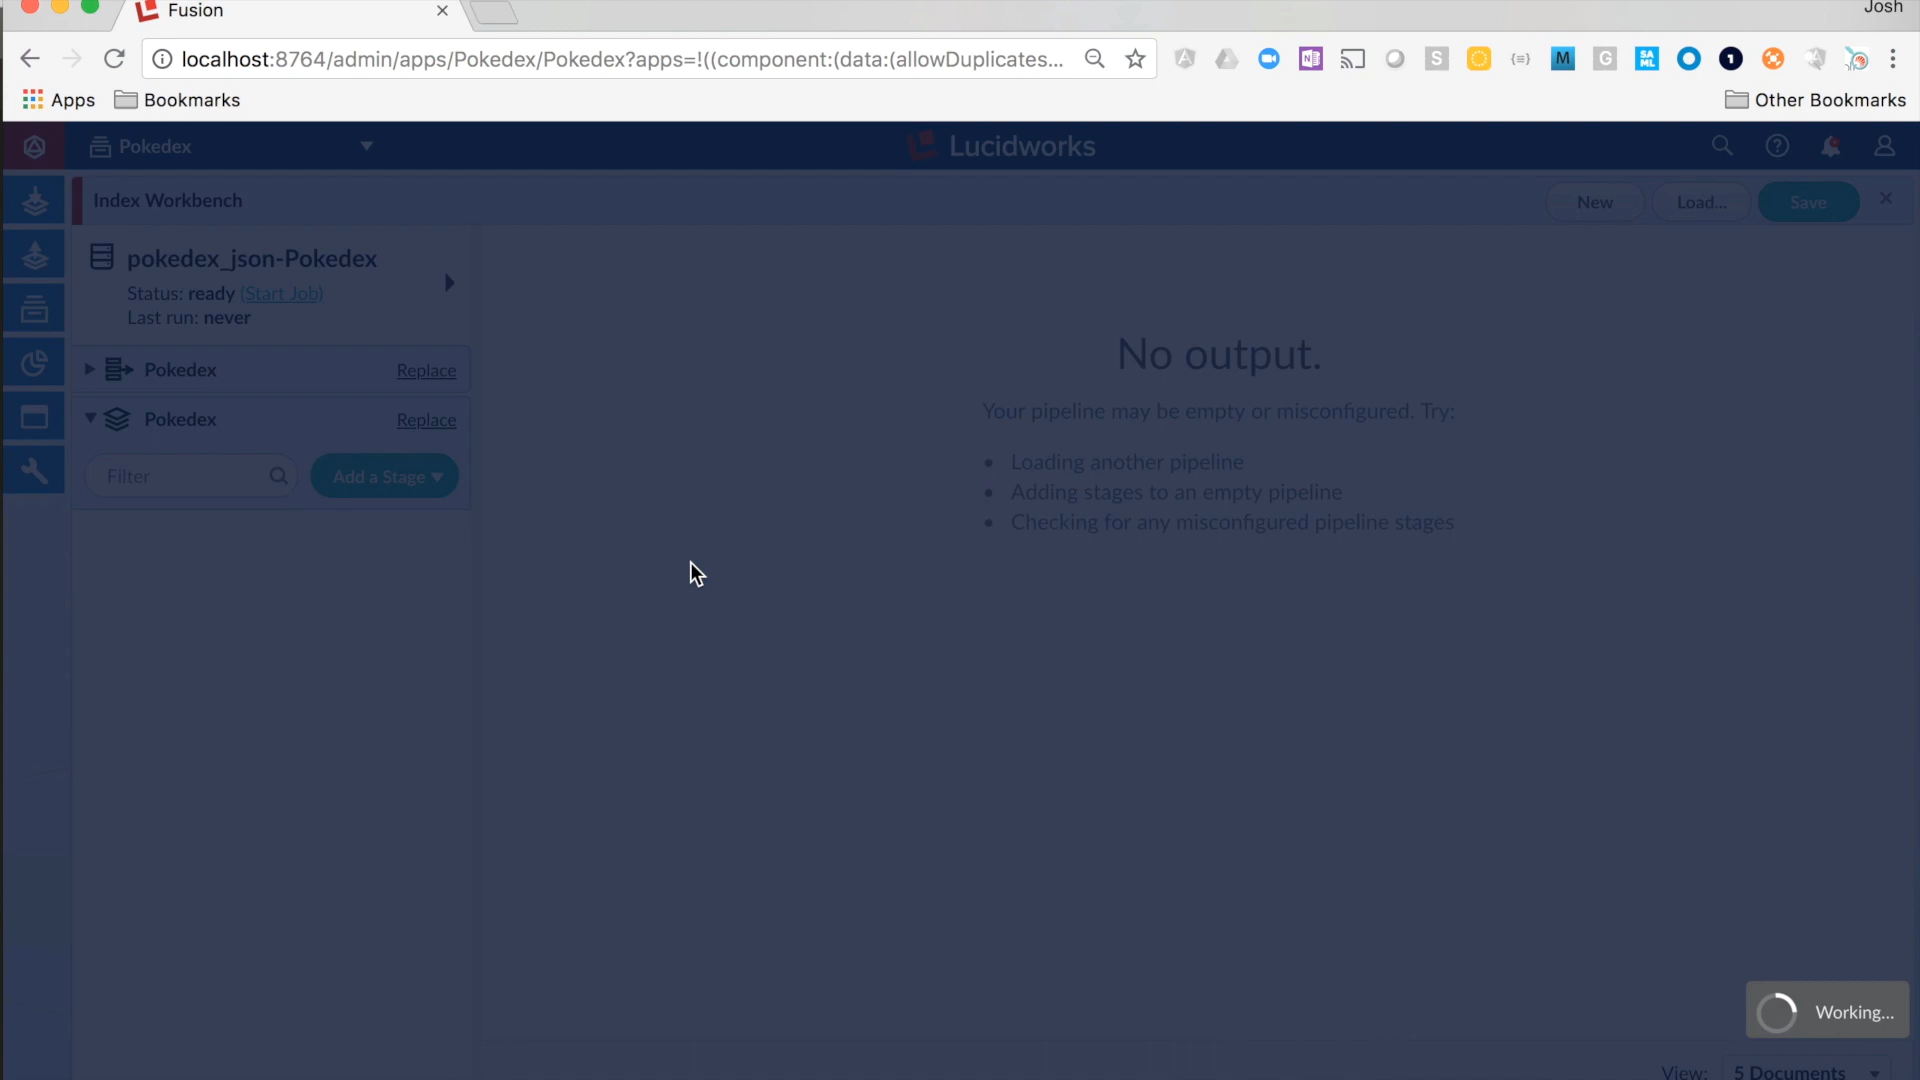 Fusion
Josh
localhost:8764/admin/apps/Pokedex/Pokedex?apps=!((component:(data:(allowDuplicates...
Apps
Bookmarks
Other Bookmarks
Pokedex
Lucidworks
Index Workbench
New
Load...
Save
pokedex_json-Pokedex
Status: ready (Start Job)
Last run: never
Pokedex
Replace
Pokedex
Replace
Filter
Add a Stage
No output.
Your pipeline may be empty or misconfigured. Try:
Loading another pipeline
Adding stages to an empty pipeline
Checking for any misconfigured pipeline stages
Working...
View:
5 Documents
S
{=}
M
G
SA
ML
1
N